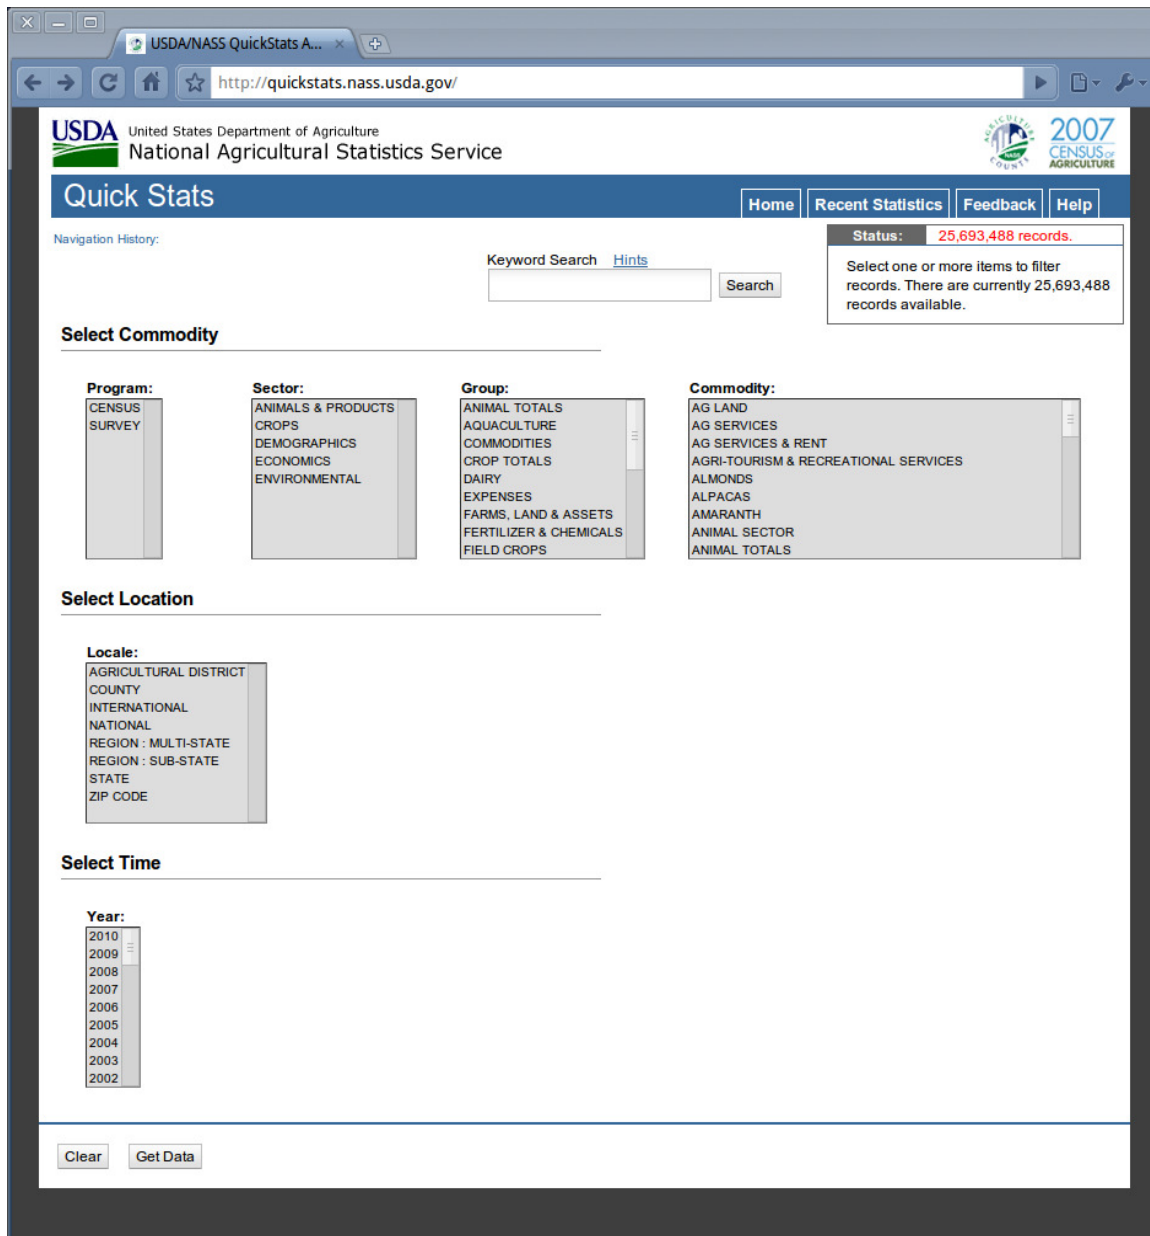 USDA/NASS QuickStats A...
http://quickstats.nass.usda.gov/
USDA United States Department of Agriculture
National Agricultural Statistics Service
AGRICULTURE
NASS
COUNTS
2007
CENSUS OF
AGRICULTURE
Quick Stats
Home Recent Statistics Feedback Help
Navigation History:
Status: 25,693,488 records.
Select one or more items to filter
records. There are currently 25,693,488
records available.
Keyword Search Hints
Search
Select Commodity
Program:
CENSUS
SURVEY
Sector:
ANIMALS & PRODUCTS
CROPS
DEMOGRAPHICS
ECONOMICS
ENVIRONMENTAL
Group:
ANIMAL TOTALS
AQUACULTURE
COMMODITIES
CROP TOTALS
DAIRY
EXPENSES
FARMS, LAND & ASSETS
FERTILIZER & CHEMICALS
FIELD CROPS
Commodity:
AG LAND
AG SERVICES
AG SERVICES & RENT
AGRI-TOURISM & RECREATIONAL SERVICES
ALMONDS
ALPACAS
AMARANTH
ANIMAL SECTOR
ANIMAL TOTALS
Select Location
Locale:
AGRICULTURAL DISTRICT
COUNTY
INTERNATIONAL
NATIONAL
REGION : MULTI-STATE
REGION : SUB-STATE
STATE
ZIP CODE
Select Time
Year:
2010
2009
2008
2007
2006
2005
2004
2003
2002
Clear Get Data